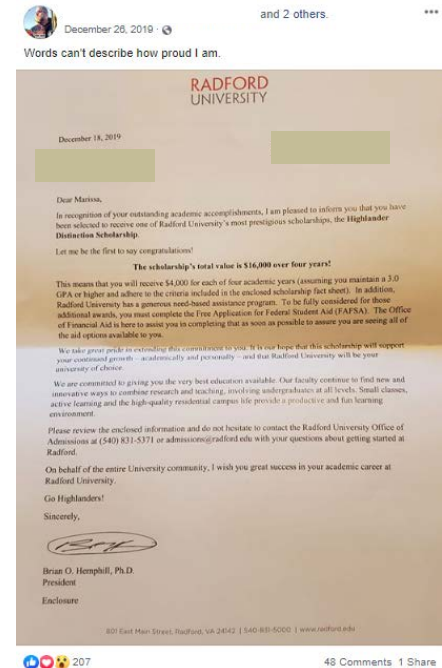 and 2 others.
December 26, 2019 ·
Words can't describe how proud I am.
RADFORD
UNIVERSITY
December 18, 2019
Dear Marissa,
In recognition of your outstanding academic accomplishments, I am pleased to inform you that you have
been selected to receive one of Radford University's most prestigious scholarships, the Highlander
Distinction Scholarship.
Let me be the first to say congratulations!
The scholarship's total value is $16,000 over four years!
This means that you will receive $4,000 for each of four academic years (assuming you maintain a 3.0
GPA or higher and adhere to the criteria included in the enclosed scholarship fact sheet). In addition,
Radford University has a generous need-based assistance program. To be fully considered for those
additional awards, you must complete the Free Application for Federal Student Aid (FAFSA). The Office
of Financial Aid is here to assist you in completing that as soon as possible to assure you are seeing all of
the aid options available to you.
We take great pride in extending this commitment to you. It is our hope that this scholarship will support
your continued growth – academically and personally – and that Radford University will be your
university of choice.
We are committed to giving you the very best education available. Our faculty continue to find new and
innovative ways to combine research and teaching, involving undergraduates at all levels. Small classes,
active learning and the high-quality residential campus life provide a productive and fun learning
environment.
Please review the enclosed information and do not hesitate to contact the Radford University Office of
Admissions at (540) 831-5371 or admissions@radford.edu with your questions about getting started at
Radford.
On behalf of the entire University community, I wish you great success in your academic career at
Radford University.
Go Highlanders!
Sincerely,
Brian O. Hemphill, Ph.D.
President
Enclosure
801 East Main Street, Radford, VA 24142 | 540-831-5000 | www.radford.edu
207
48 Comments 1 Share